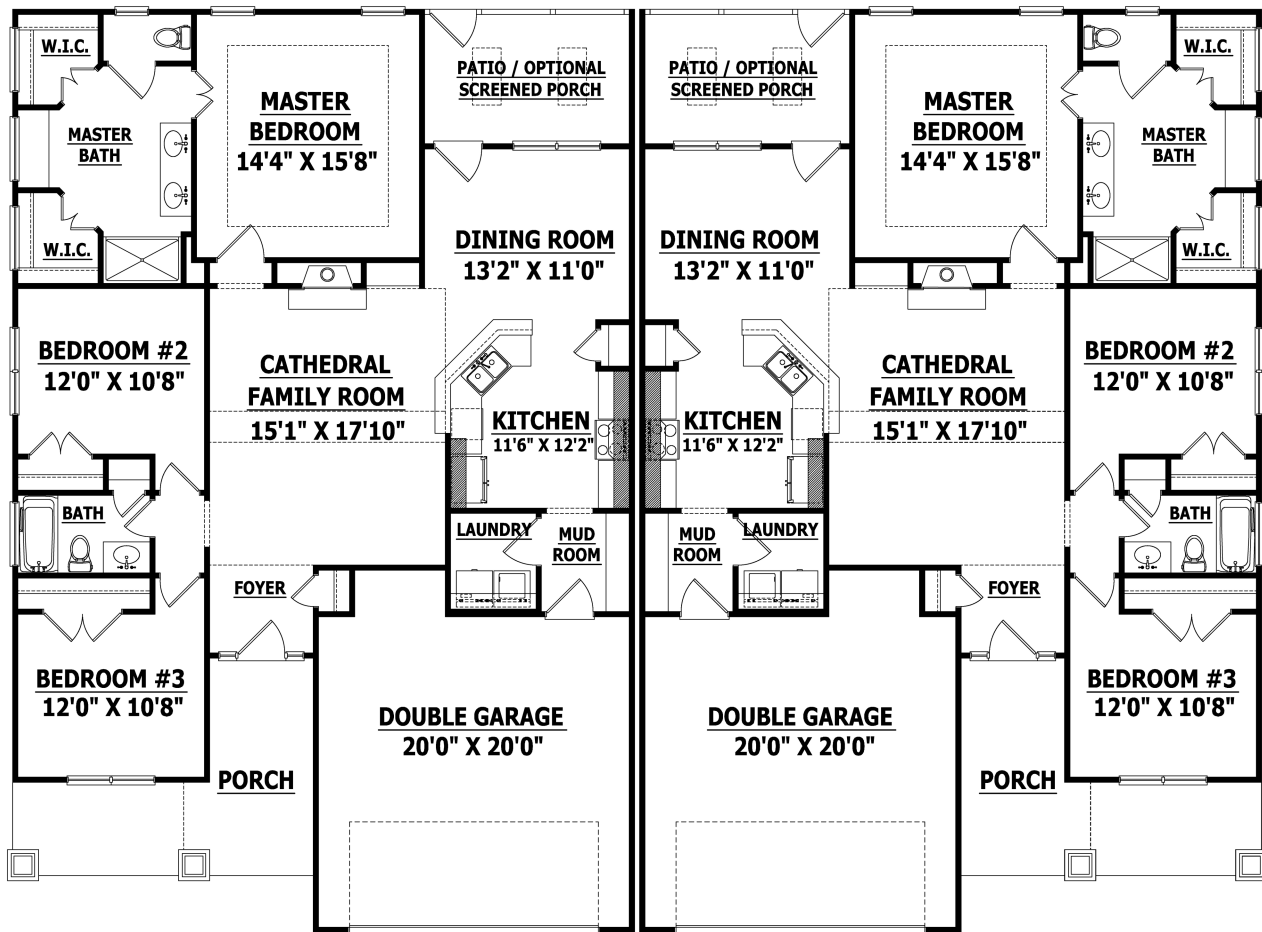 W.I.C.
MASTER
BATH
W.I.C.
MASTER
BEDROOM
14'4" X 15'8"
PATIO / OPTIONAL
SCREENED PORCH
DINING ROOM
13'2" X 11'0"
BEDROOM #2
12'0" X 10'8"
CATHEDRAL
FAMILY ROOM
15'1" X 17'10"
KITCHEN
11'6" X 12'2"
BATH
LAUNDRY
MUD
ROOM
FOYER
BEDROOM #3
12'0" X 10'8"
PORCH
DOUBLE GARAGE
20'0" X 20'0"
PATIO / OPTIONAL
SCREENED PORCH
MASTER
BEDROOM
14'4" X 15'8"
W.I.C.
MASTER
BATH
W.I.C.
DINING ROOM
13'2" X 11'0"
CATHEDRAL
FAMILY ROOM
15'1" X 17'10"
BEDROOM #2
12'0" X 10'8"
KITCHEN
11'6" X 12'2"
MUD
ROOM
LAUNDRY
BATH
FOYER
BEDROOM #3
12'0" X 10'8"
DOUBLE GARAGE
20'0" X 20'0"
PORCH